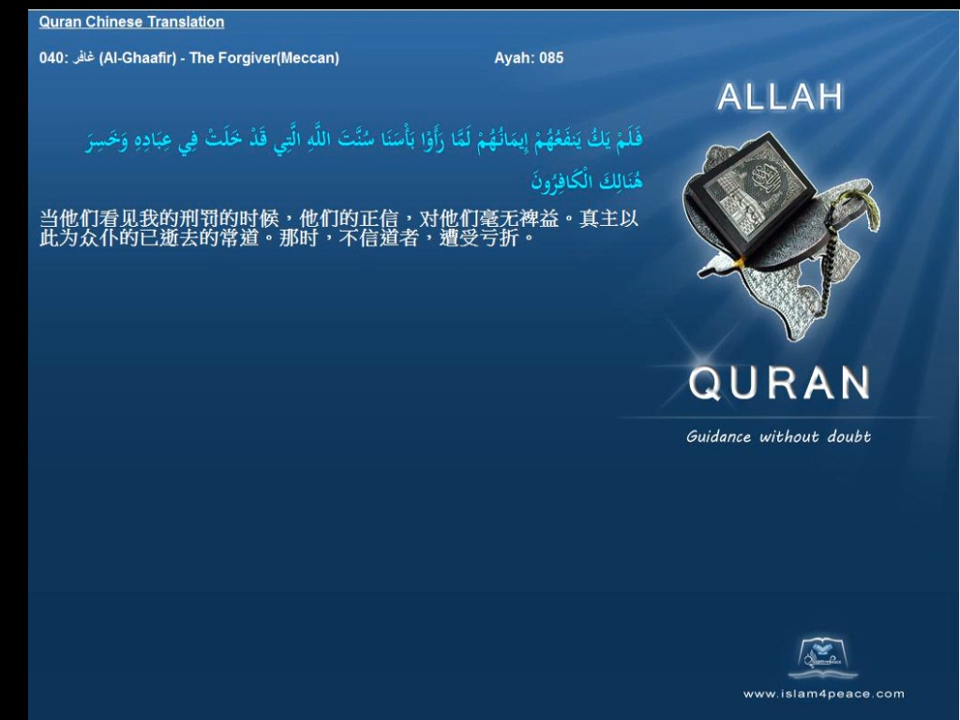 Quran Chinese Translation
040: غافر (Al-Ghaafir) - The Forgiver(Meccan) Ayah: 085
ALLAH
فَلَمْ يَكُ يَنفَعُهُمْ إِيمَانُهُمْ لَمَّا رَأَوْا بَأْسَنَا سُنَّتَ اللَّهِ الَّتِي قَدْ خَلَتْ فِي عِبَادِهِ وَخَسِرَ
هُنَالِكَ الْكَافِرُونَ
当他们看见我的刑罚的时候，他们的正信，对他们毫无裨益。真主以
此为众仆的已逝去的常道。那时，不信道者，遭受亏折。
QURAN
Guidance without doubt
www.islam4peace.com